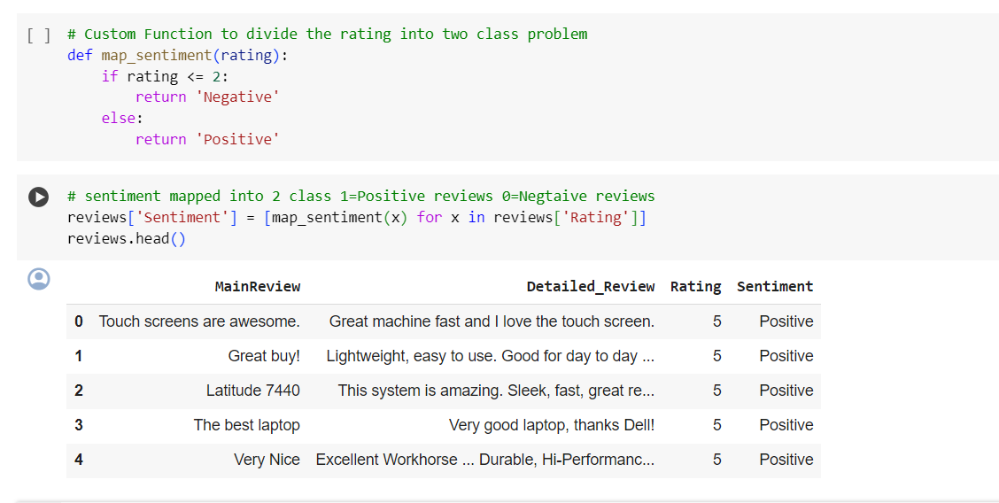 [ ] # Custom Function to divide the rating into two class problem
def map_sentiment(rating):
    if rating <= 2:
        return 'Negative'
    else:
        return 'Positive'
# sentiment mapped into 2 class 1=Positive reviews 0=Negtaive reviews
reviews['Sentiment'] = [map_sentiment(x) for x in reviews['Rating']]
reviews.head()
MainReview Detailed_Review Rating Sentiment
0 Touch screens are awesome. Great machine fast and I love the touch screen. 5 Positive
1 Great buy! Lightweight, easy to use. Good for day to day ... 5 Positive
2 Latitude 7440 This system is amazing. Sleek, fast, great re... 5 Positive
3 The best laptop Very good laptop, thanks Dell! 5 Positive
4 Very Nice Excellent Workhorse ... Durable, Hi-Performanc... 5 Positive